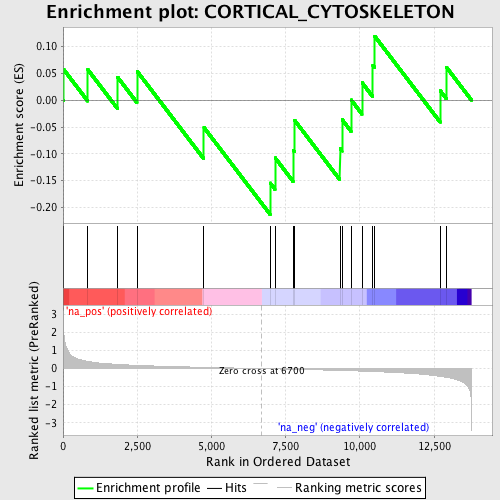 Enrichment plot: CORTICAL_CYTOSKELETON
Enrichment score (ES)
0.10
0.05
0.00
-0.05
-0.10
-0.15
-0.20
Ranked list metric (PreRanked)
3
2
1
0
-1
-2
-3
'na_pos' (positively correlated)
Zero cross at 6700
'na_neg' (negatively correlated)
0
2,500
5,000
7,500
10,000
12,500
Rank in Ordered Dataset
Enrichment profile
Hits
Ranking metric scores